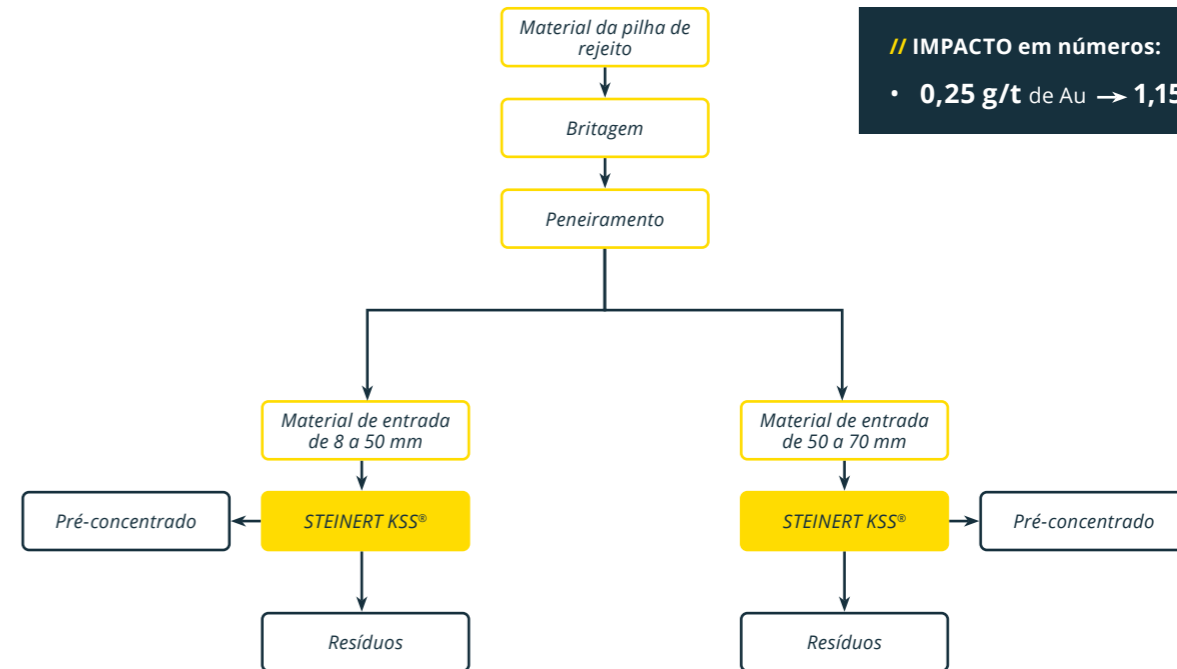 Material da pilha de
rejeito
// IMPACTO em números:
• 0,25 g/t de Au → 1,15
Britagem
Peneiramento
Material de entrada
de 8 a 50 mm
Material de entrada
de 50 a 70 mm
Pré-concentrado
STEINERT KSS®
STEINERT KSS®
Pré-concentrado
Resíduos
Resíduos